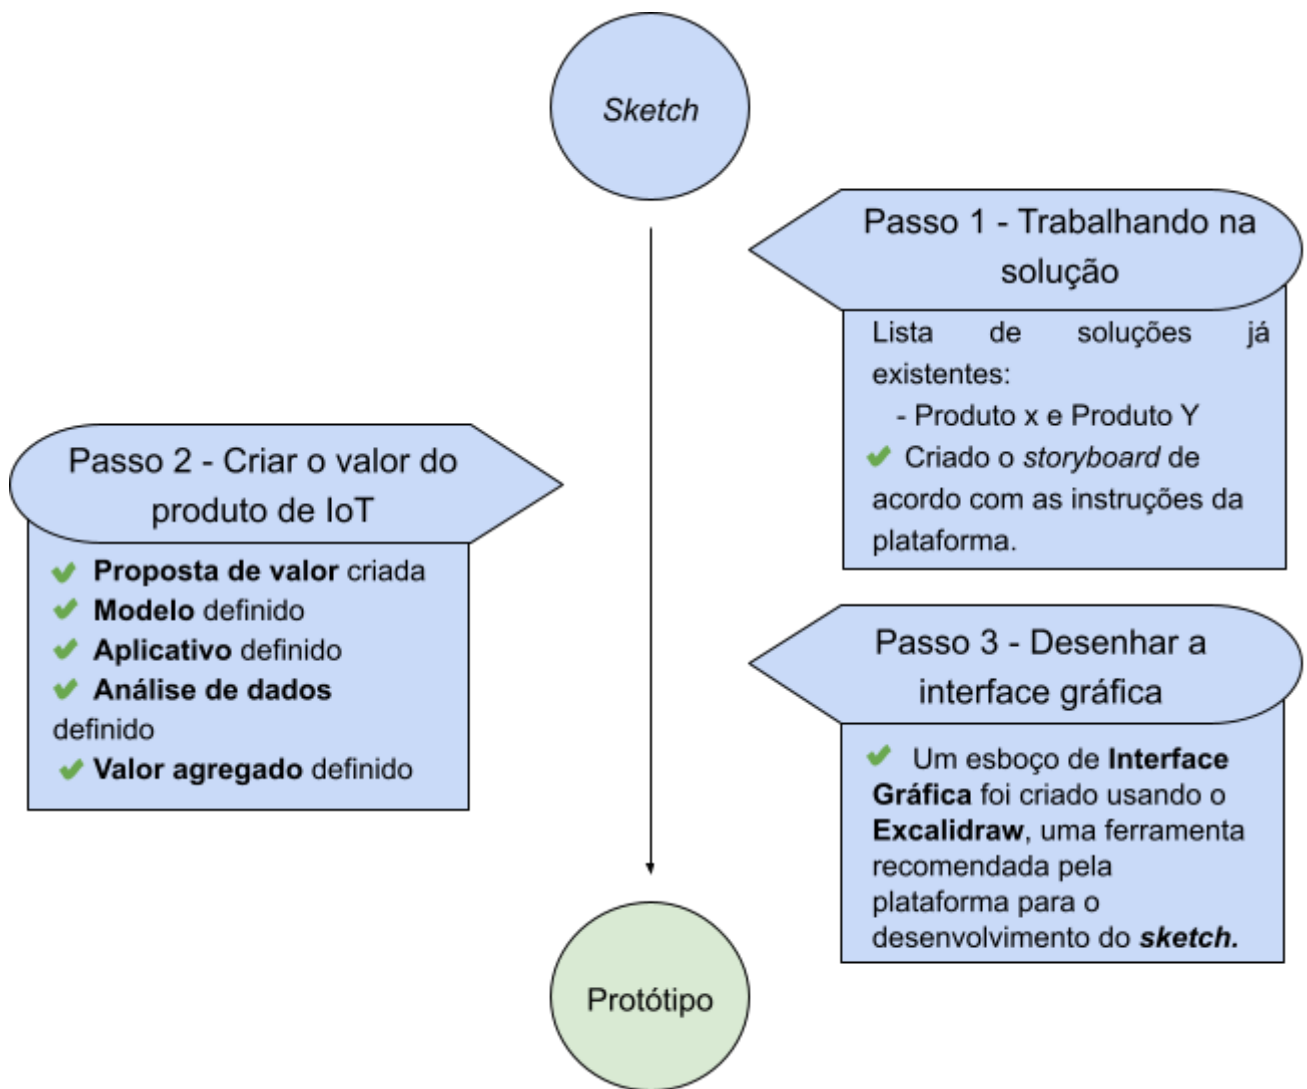 Sketch
Passo 1 - Trabalhando na
solução
Lista de soluções já
existentes:
- Produto x e Produto Y
✔ Criado o storyboard de
acordo com as instruções da
plataforma.
Passo 2 - Criar o valor do
produto de IoT
✔ Proposta de valor criada
✔ Modelo definido
✔ Aplicativo definido
✔ Análise de dados
definido
✔ Valor agregado definido
Passo 3 - Desenhar a
interface gráfica
✔ Um esboço de Interface
Gráfica foi criado usando o
Excalidraw, uma ferramenta
recomendada pela
plataforma para o
desenvolvimento do sketch.
Protótipo